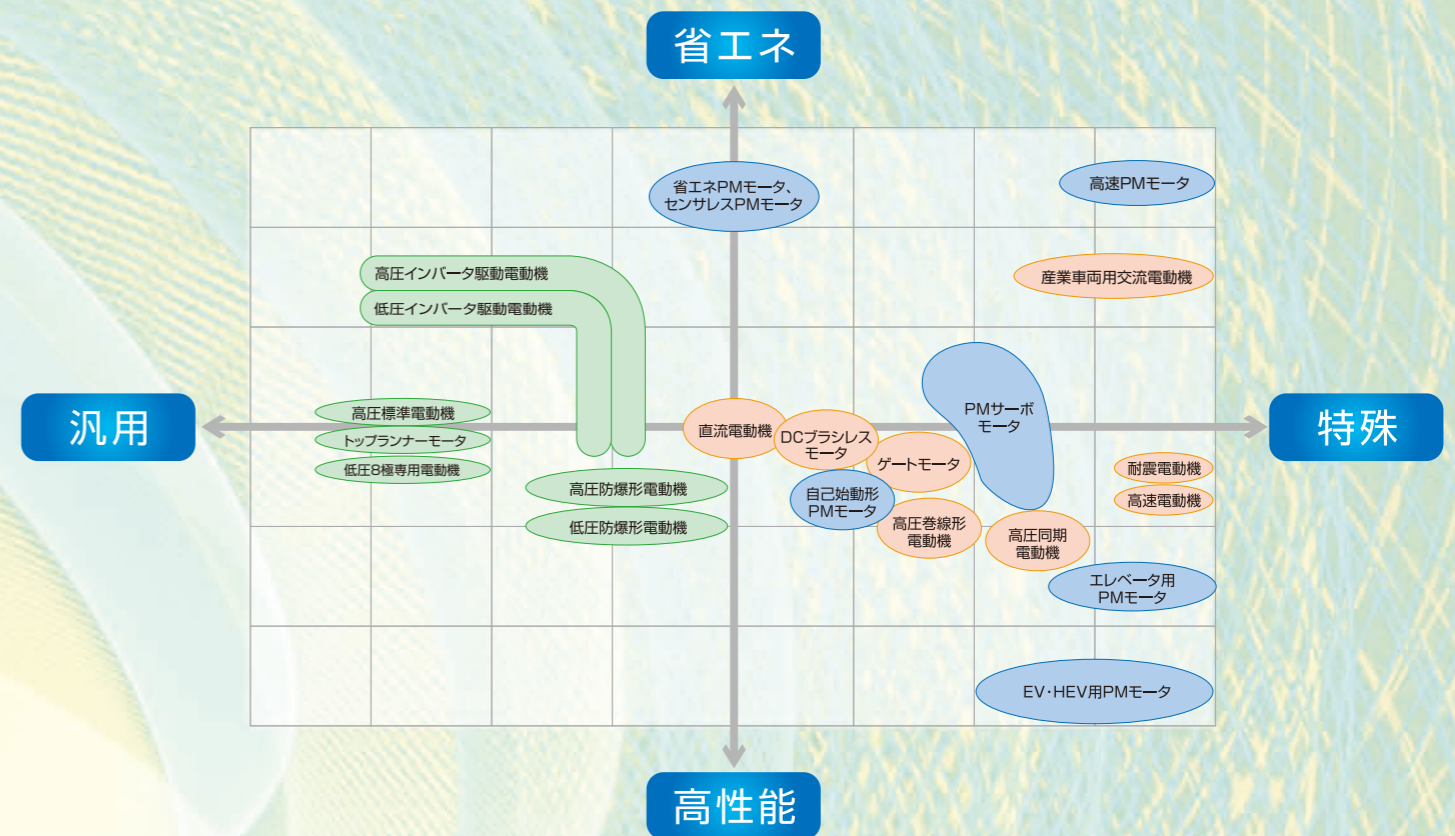 省エネ
省エネPMモータ、
センサレスPMモータ
高速PMモータ
高圧インバータ駆動電動機
産業車両用交流電動機
低圧インバータ駆動電動機
汎用
高圧標準電動機
トップランナーモータ
低圧8極専用電動機
直流電動機
DCブラシレス
モータ
ゲートモータ
PMサーボ
モータ
特殊
耐震電動機
高速電動機
高圧防爆形電動機
低圧防爆形電動機
自己始動形
PMモータ
高圧巻線形
電動機
高圧同期
電動機
エレベータ用
PMモータ
EV・HEV用PMモータ
高性能